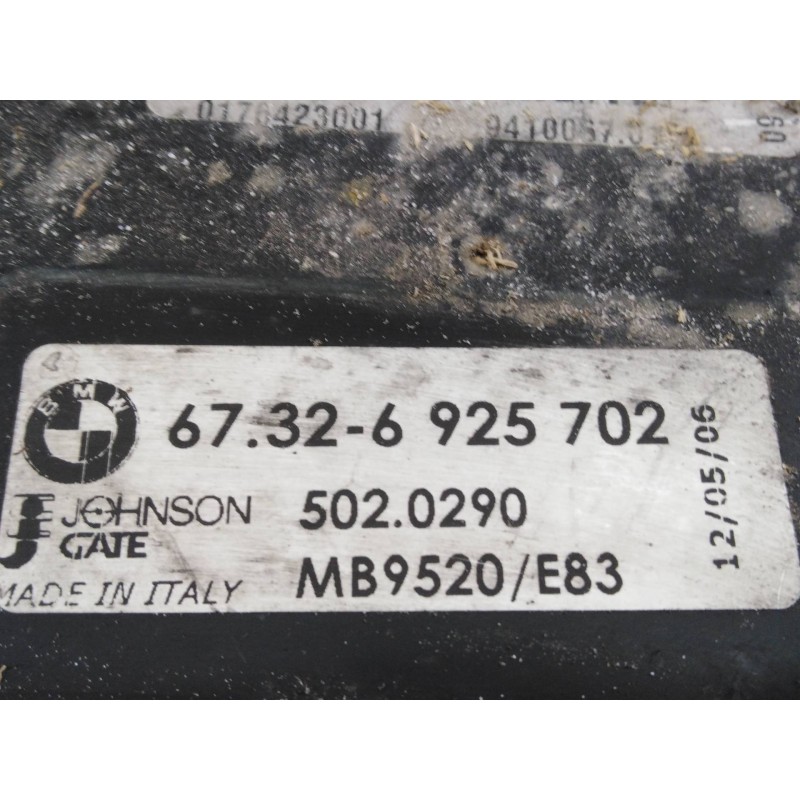 0176423001
BMW
67.32-6 925 702
JOHNSON
GATE
502.0290
MADE IN ITALY
MB9520/E83
12/05/06